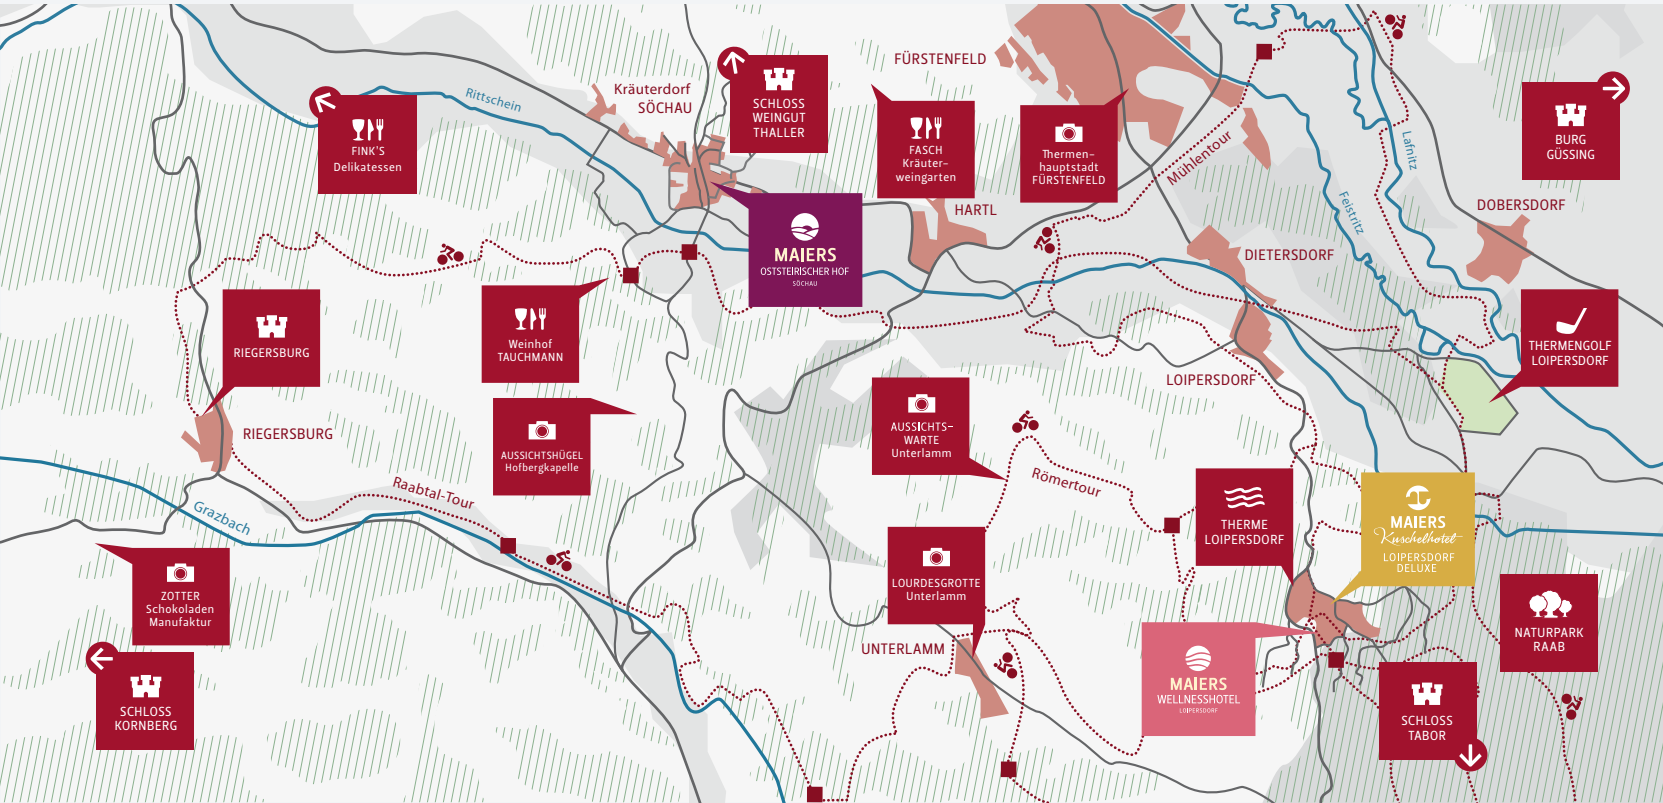 Rittschein
Kräuterdorf
SÖCHAU
FÜRSTENFELD
SCHLOSS
WEINGUT
THALLER
FINK'S
Delikatessen
FASCH
Kräuter-
weingarten
Thermen-
hauptstadt
FÜRSTENFELD
Mühlentour
Lafnitz
Feistritz
BURG
GÜSSING
HARTL
DOBERSDORF
DIETERSDORF
MAIERS
OSTSTEIRISCHER HOF
SÖCHAU
RIEGERSBURG
Weinhof
TAUCHMANN
THERMENGOLF
LOIPERSDORF
LOIPERSDORF
RIEGERSBURG
AUSSICHTSHÜGEL
Hofbergkapelle
AUSSICHTS-
WARTE
Unterlamm
Römertour
Raabtal-Tour
Grazbach
THERME
LOIPERSDORF
MAIERS
Kuschelhotel
LOIPERSDORF
DELUXE
ZOTTER
Schokoladen
Manufaktur
LOURDESGROTTE
Unterlamm
UNTERLAMM
NATURPARK
RAAB
MAIERS
WELLNESSHOTEL
LOIPERSDORF
SCHLOSS
KORNBERG
SCHLOSS
TABOR